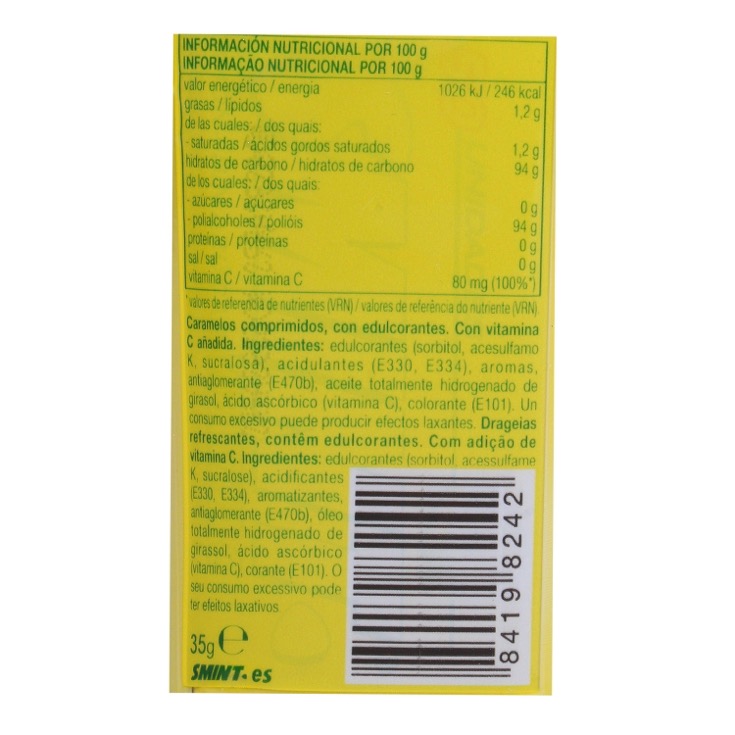 INFORMACIÓN NUTRICIONAL POR 100 g
INFORMAÇÃO NUTRICIONAL POR 100 g
valor energético / energia 1026 kJ / 246 kcal
grasas / lípidos 1,2 g
de las cuales: / dos quais:
- saturadas / ácidos gordos saturados 1,2 g
hidratos de carbono / hidratos de carbono 94 g
de los cuales: / dos quais:
- azúcares / açúcares 0 g
- polialcoholes / polióis 94 g
proteínas / proteínas 0 g
sal / sal 0 g
vitamina C / vitamina C 80 mg (100%*)
*valores de referencia de nutrientes (VRN) / valores de referência do nutriente (VRN)
Caramelos comprimidos, con edulcorantes. Con vitamina
C añadida. Ingredientes: edulcorantes (sorbitol, acesulfamo
K, sucralosa), acidulantes (E330, E334), aromas,
antiaglomerante (E470b), aceite totalmente hidrogenado de
girasol, ácido ascórbico (vitamina C), colorante (E101). Un
consumo excesivo puede producir efectos laxantes. Drageias
refrescantes, contêm edulcorantes. Com adição de
vitamina C. Ingredientes: edulcorantes (sorbitol, acessulfame
K, sucralose), acidificantes
(E330, E334), aromatizantes,
antiaglomerante (E470b), óleo
totalmente hidrogenado de
girassol, ácido ascórbico
(vitamina C), corante (E101). O
seu consumo excessivo pode
ter efeitos laxativos.
35g e
SMINT. es
8419 8242